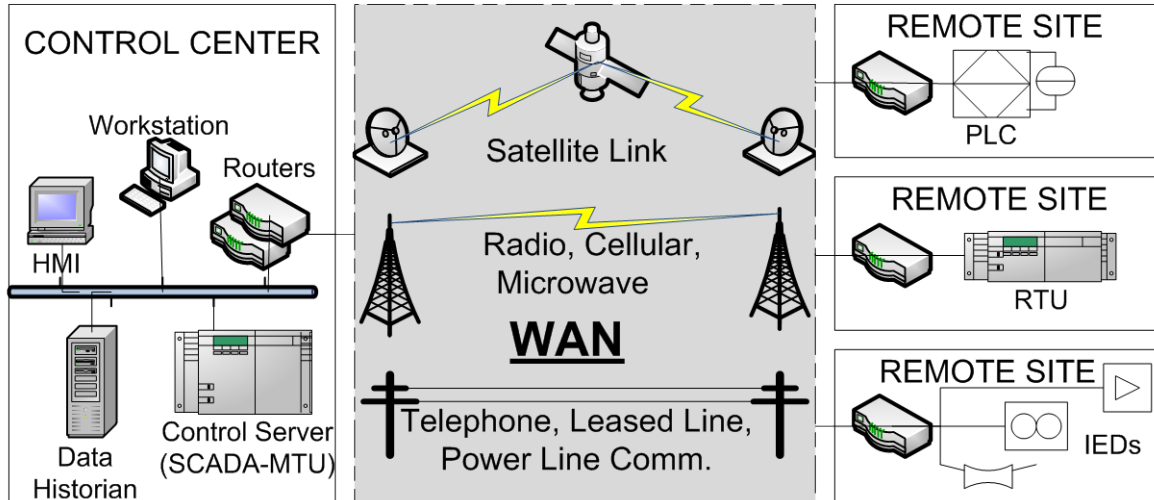 CONTROL CENTER
Workstation
Routers
HMI
Data
Historian
Control Server
(SCADA-MTU)
Satellite Link
Radio, Cellular,
Microwave
WAN
Telephone, Leased Line,
Power Line Comm.
REMOTE SITE
PLC
REMOTE SITE
RTU
REMOTE SITE
IEDs